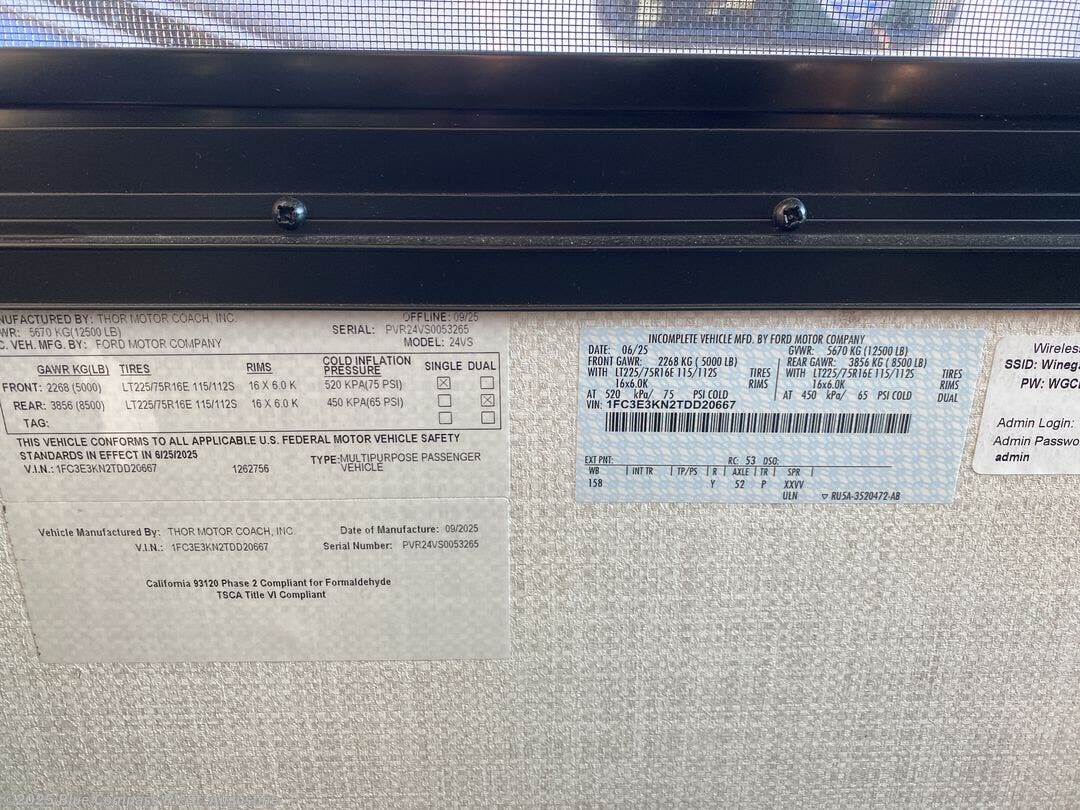 NUFACTURED BY: THOR MOTOR COACH, INC. OFFLINE: 09/25
WR: 5670 KG(12500 LB) SERIAL: PVR24VS0053265
C. VEH. MFG. BY: FORD MOTOR COMPANY MODEL: 24VS
GAWR KG(LB) TIRES RIMS COLD INFLATION PRESSURE SINGLE DUAL
FRONT: 2268 (5000) LT225/75R16E 115/112S 16 X 6.0 K 520 KPA(75 PSI)
REAR: 3856 (8500) LT225/75R16E 115/112S 16 X 6.0 K 450 KPA(65 PSI)
TAG:
THIS VEHICLE CONFORMS TO ALL APPLICABLE U.S. FEDERAL MOTOR VEHICLE SAFETY
STANDARDS IN EFFECT IN 6/25/2025
V.I.N.: 1FC3E3KN2TDD20667 1262756 TYPE: MULTIPURPOSE PASSENGER
VEHICLE
Vehicle Manufactured By: THOR MOTOR COACH, INC. Date of Manufacture: 09/2025
V.I.N.: 1FC3E3KN2TDD20667 Serial Number: PVR24VS0053265
California 93120 Phase 2 Compliant for Formaldehyde
TSCA Title VI Compliant
INCOMPLETE VEHICLE MFD. BY FORD MOTOR COMPANY
DATE: 06/25 GVWR: 5670 KG (12500 LB)
FRONT GAWR: 2268 KG ( 5000 LB) REAR GAWR: 3856 KG ( 8500 LB)
WITH LT225/75R16E 115/112S TIRES WITH LT225/75R16E 115/112S TIRES
16x6.0K RIMS 16x6.0K RIMS
AT 520 kPa/ 75 PSI COLD AT 450 kPa/ 65 PSI COLD DUAL
VIN: 1FC3E3KN2TDD20667
EXT PNT: RC: 53 DSO:
WB INT TR TP/PS R AXLE TR SPR
158 Y 52 P XXVV
ULN RU5A-3520472-AB
Wireless
SSID: Winega
PW: WGC
Admin Login:
Admin Passwo
admin